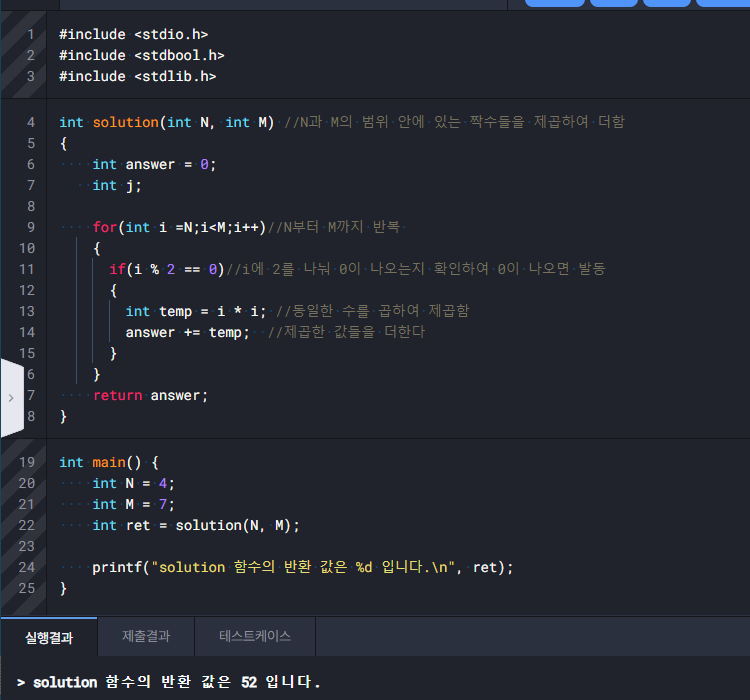 1 #include <stdio.h>
2 #include <stdbool.h>
3 #include <stdlib.h>
4 int solution(int N, int M) //N과 M의 범위 안에 있는 짝수들을 제곱하여 더함
5 {
6 int answer = 0;
7 int j;
8
9 for(int i =N;i<M;i++)//N부터 M까지 반복
10 {
11 if(i % 2 == 0)//i에 2를 나눠 0이 나오는지 확인하여 0이 나오면 발동
12 {
13 int temp = i * i; //동일한 수를 곱하여 제곱함
14 answer += temp; //제곱한 값들을 더한다
15 }
6 }
7 return answer;
8 }
19 int main() {
20 int N = 4;
21 int M = 7;
22 int ret = solution(N, M);
23
24 printf("solution 함수의 반환 값은 %d 입니다.\n", ret);
25 }
실행결과 제출결과 테스트케이스
> solution 함수의 반환 값은 52 입니다.